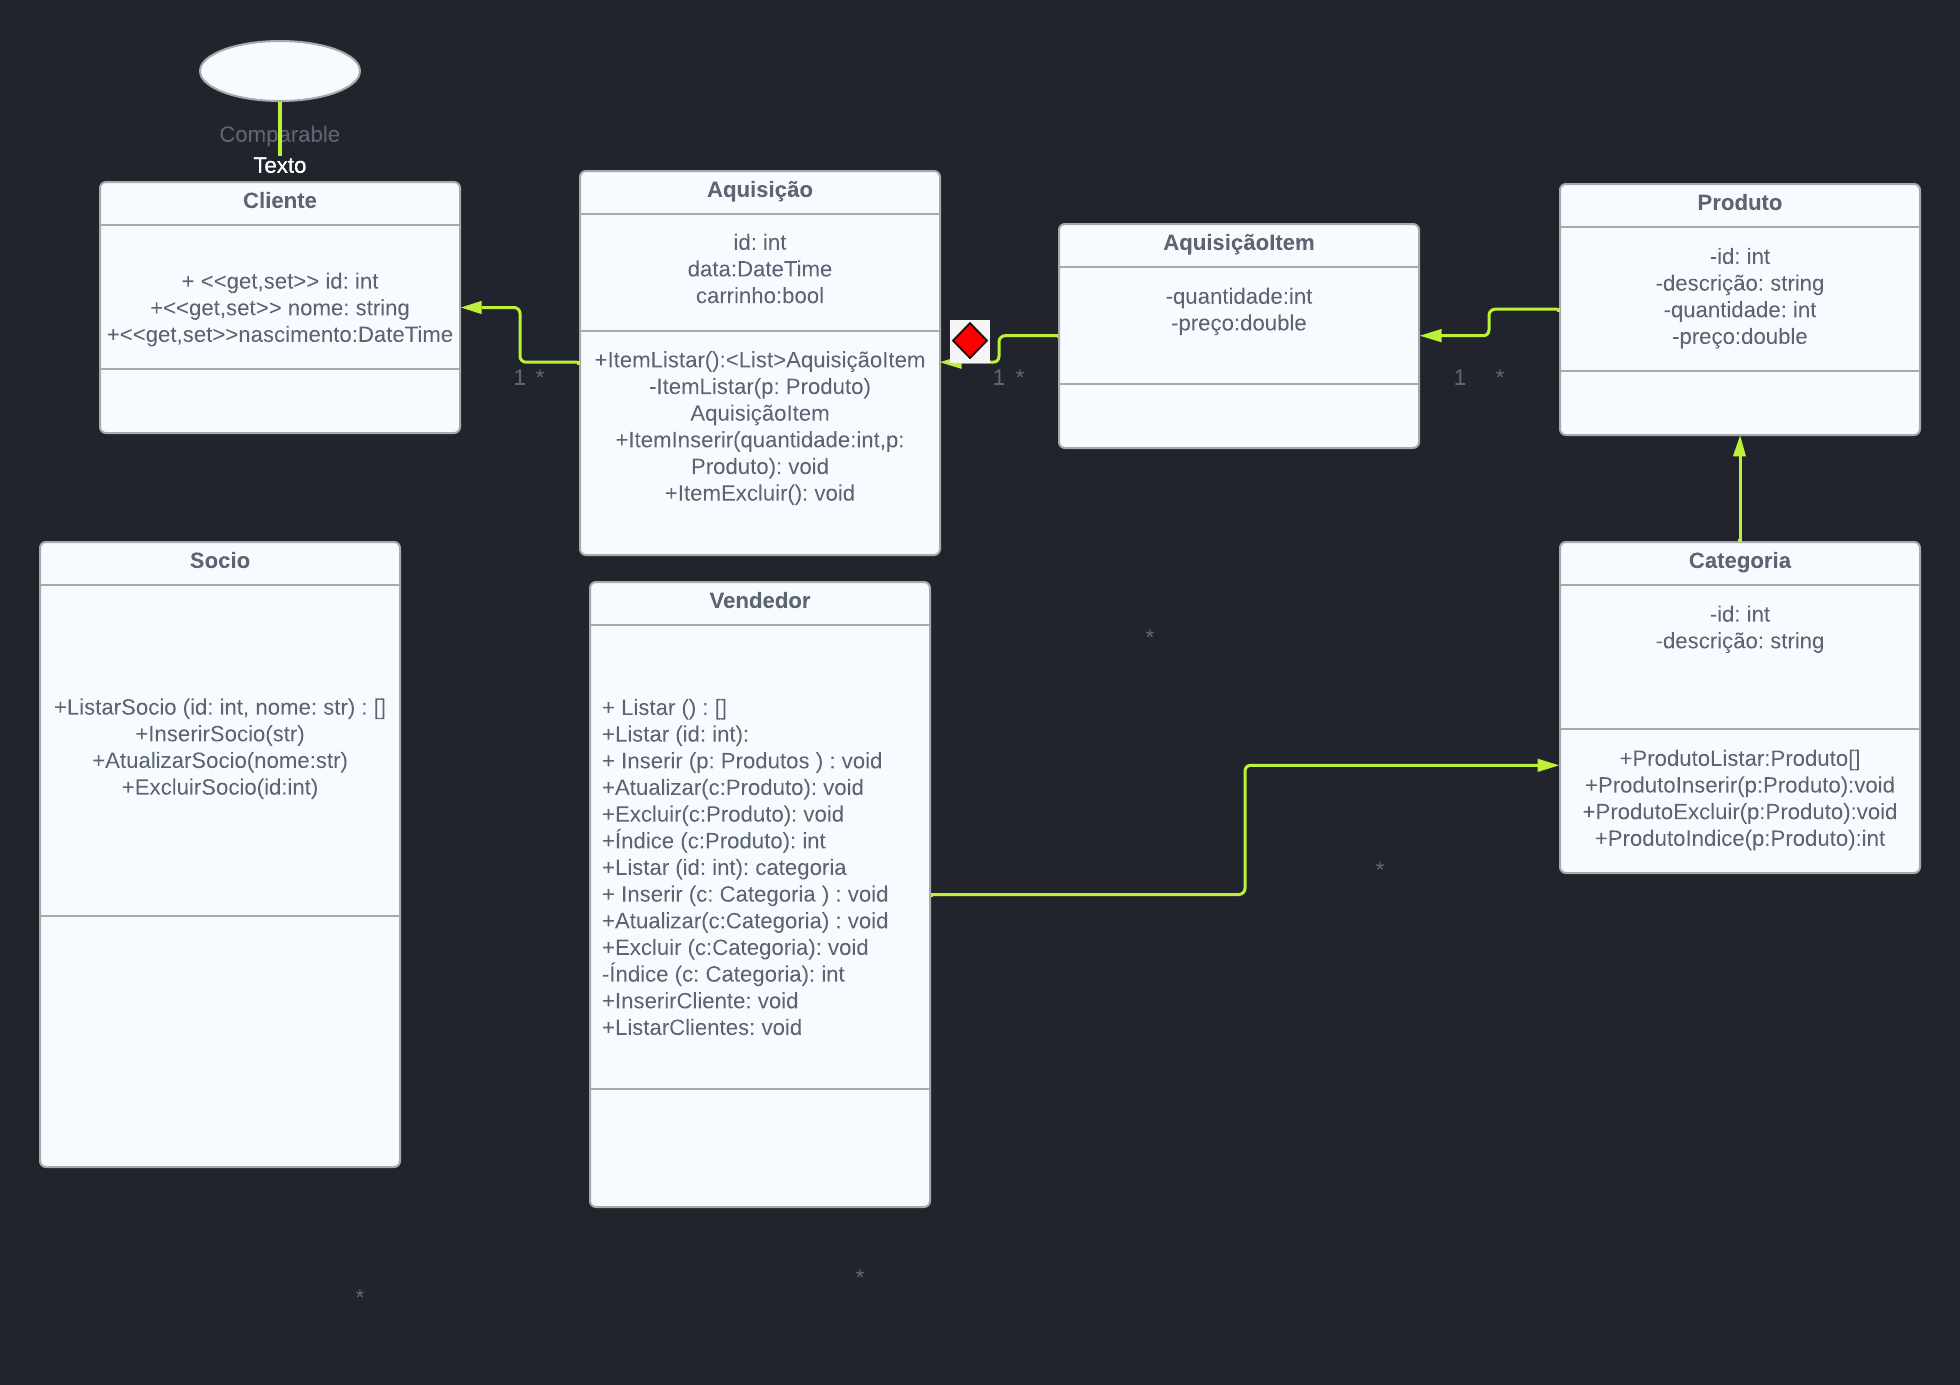 Comparable
Texto
Cliente
+ <<get,set>> id: int
+<<get,set>> nome: string
+<<get,set>>nascimento:DateTime
1 *
Aquisição
id: int
data:DateTime
carrinho:bool
+ItemListar():<List>AquisiçãoItem
-ItemListar(p: Produto)
AquisiçãoItem
+ItemInserir(quantidade:int,p:
Produto): void
+ItemExcluir(): void
1 *
AquisiçãoItem
-quantidade:int
-preço:double
1 *
Produto
-id: int
-descrição: string
-quantidade: int
-preço:double
Socio
+ListarSocio (id: int, nome: str) : []
+InserirSocio(str)
+AtualizarSocio(nome:str)
+ExcluirSocio(id:int)
Vendedor
+ Listar () : []
+Listar (id: int):
+ Inserir (p: Produtos ) : void
+Atualizar(c:Produto): void
+Excluir(c:Produto): void
+Índice (c:Produto): int
+Listar (id: int): categoria
+ Inserir (c: Categoria ) : void
+Atualizar(c:Categoria) : void
+Excluir (c:Categoria): void
-Índice (c: Categoria): int
+InserirCliente: void
+ListarClientes: void
*
*
Categoria
-id: int
-descrição: string
+ProdutoListar:Produto[]
+ProdutoInserir(p:Produto):void
+ProdutoExcluir(p:Produto):void
+ProdutoIndice(p:Produto):int
*
*